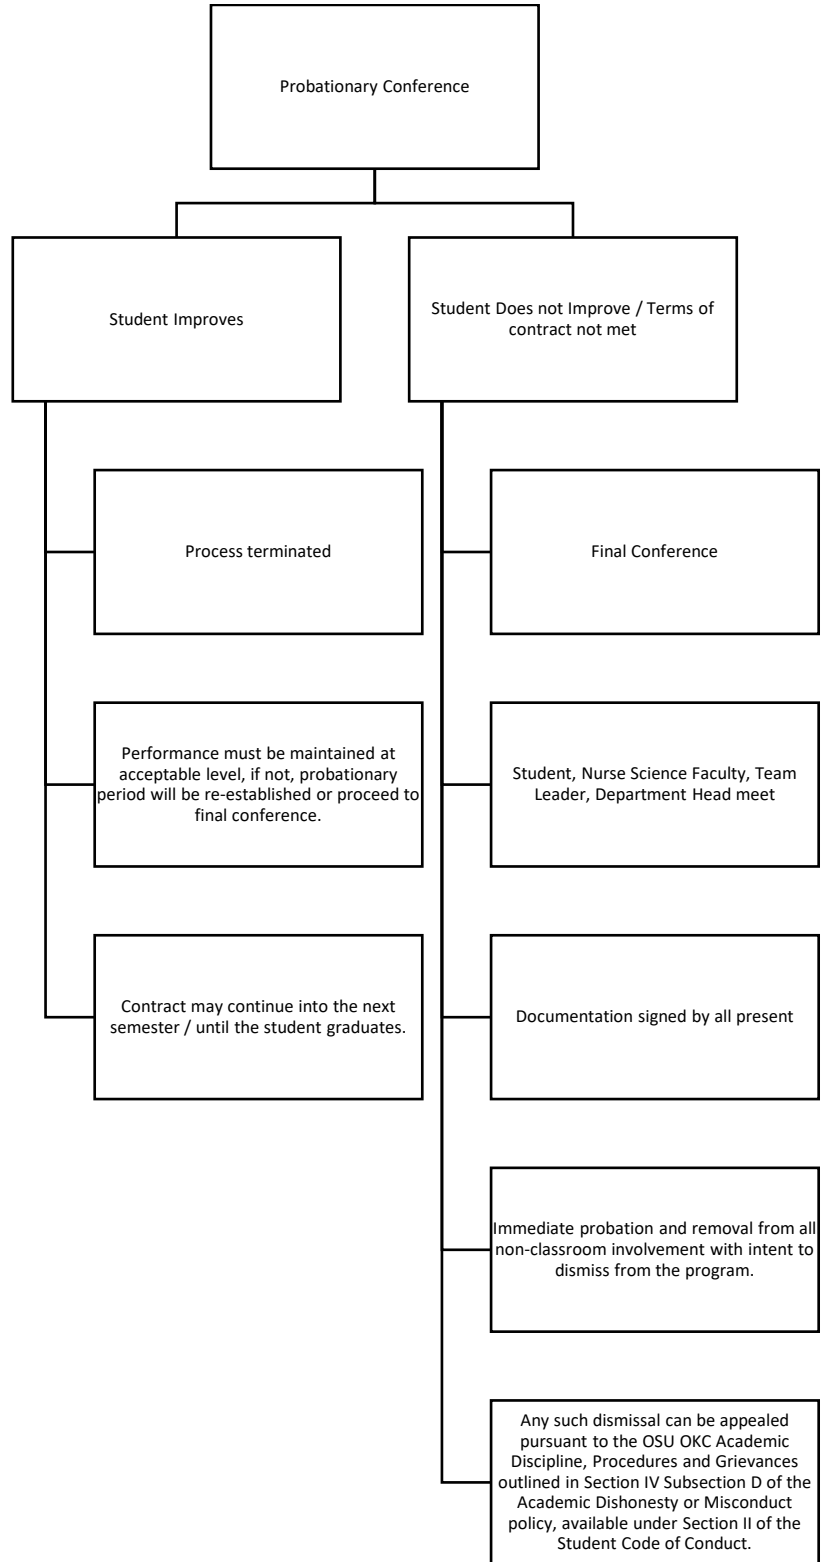 Probationary Conference
Student Improves
Student Does not Improve / Terms of
contract not met
Process terminated
Final Conference
Performance must be maintained at
acceptable level, if not, probationary
period will be re-established or proceed to
final conference.
Student, Nurse Science Faculty, Team
Leader, Department Head meet
Contract may continue into the next
semester / until the student graduates.
Documentation signed by all present
Immediate probation and removal from all
non-classroom involvement with intent to
dismiss from the program.
Any such dismissal can be appealed
pursuant to the OSU OKC Academic
Discipline, Procedures and Grievances
outlined in Section IV Subsection D of the
Academic Dishonesty or Misconduct
policy, available under Section II of the
Student Code of Conduct.